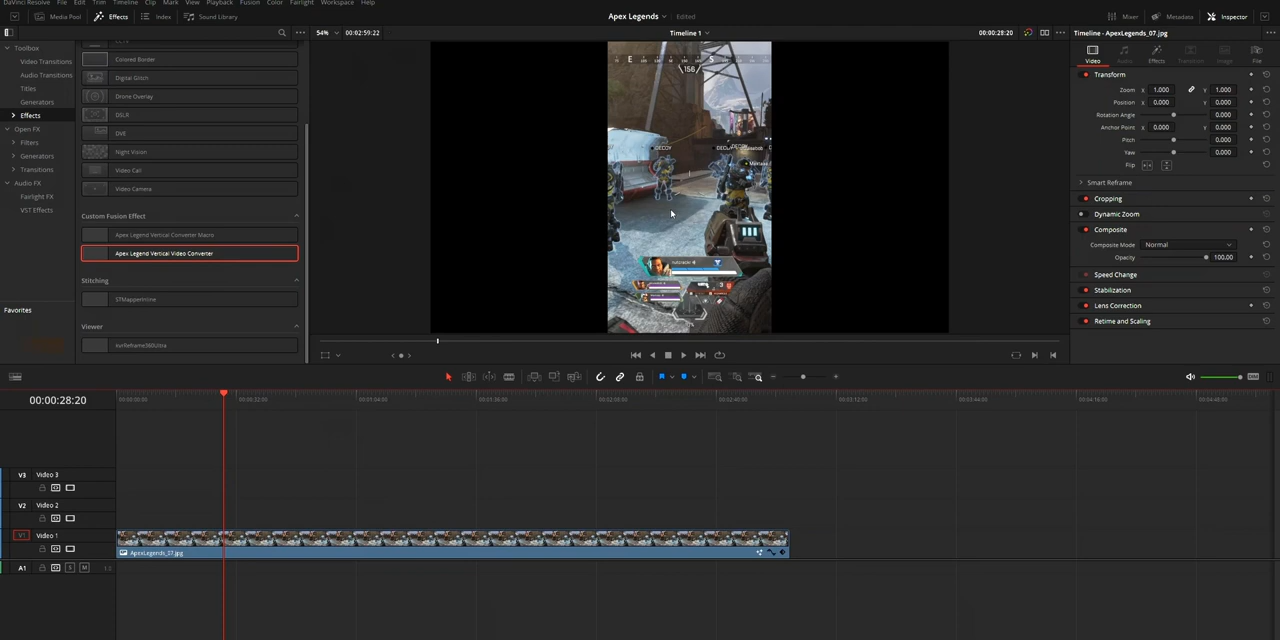 DaVinci Resolve File Edit Trim Timeline Clip Mark View Playback Fusion Color Fairlight Workspace Help
Media Pool Effects Index Sound Library Apex Legends Edited Mixer Metadata Inspector
54% 00:02:59:22 Timeline 1 00:00:28:20 Timeline - ApexLegends_07.jpg
Toolbox
Video Transitions
Audio Transitions
Titles
Generators
Effects
Open FX
Filters
Generators
Transitions
Audio FX
Fairlight FX
VST Effects
Favorites
Colored Border
Digital Glitch
Drone Overlay
DSLR
DVE
Night Vision
Video Call
Video Camera
Custom Fusion Effect
Apex Legend Vertical Converter Macro
Apex Legend Vertical Video Converter
Stitching
STMapperMine
Viewer
xvrReframe360Ultra
E S
156
DECOY
Video Audio Effects Transition Image File
Transform
Zoom X 1.000 Y 1.000
Position X 0.000 Y 0.000
Rotation Angle 0.000
Anchor Point X 0.000 Y 0.000
Pitch 0.000
Yaw 0.000
Flip
Smart Reframe
Cropping
Dynamic Zoom
Composite
Composite Mode Normal
Opacity 100.00
Speed Change
Stabilization
Lens Correction
Retime and Scaling
DIM
00:00:28:20 00:00:00:00 00:00:32:00 00:01:04:00 00:01:36:00 00:02:08:00 00:02:40:00 00:03:12:00 00:03:44:00 00:04:16:00 00:04:48:00
V3 Video 3
V2 Video 2
V1 Video 1
ApexLegends_07.jpg
A1 S M